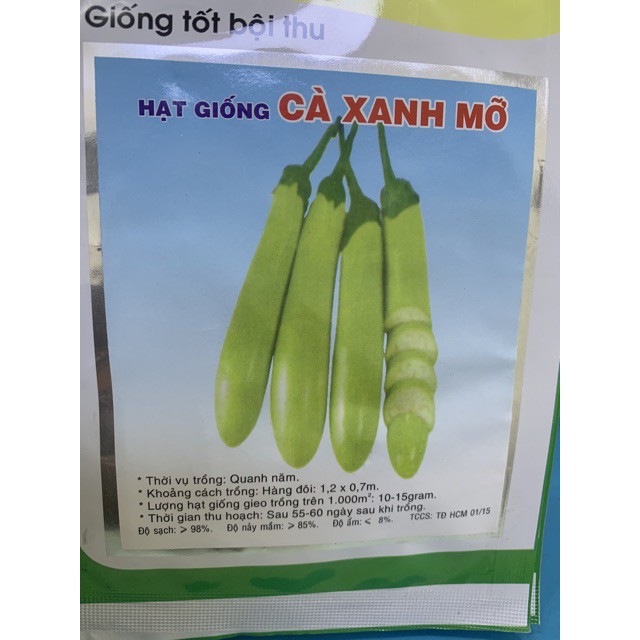 Giống tốt bội thu
HẠT GIỐNG CÀ XANH MỠ
* Thời vụ trồng: Quanh năm.
* Khoảng cách trồng: Hàng đôi: 1,2 x 0,7m.
* Lượng hạt giống gieo trồng trên 1.000m²: 10-15gram.
* Thời gian thu hoạch: Sau 55-60 ngày sau khi trồng.
Độ sạch: ≥ 98%. Độ nảy mầm: ≥ 85%. Độ ẩm: ≤ 8%. TCCS: TĐ HCM 01/15